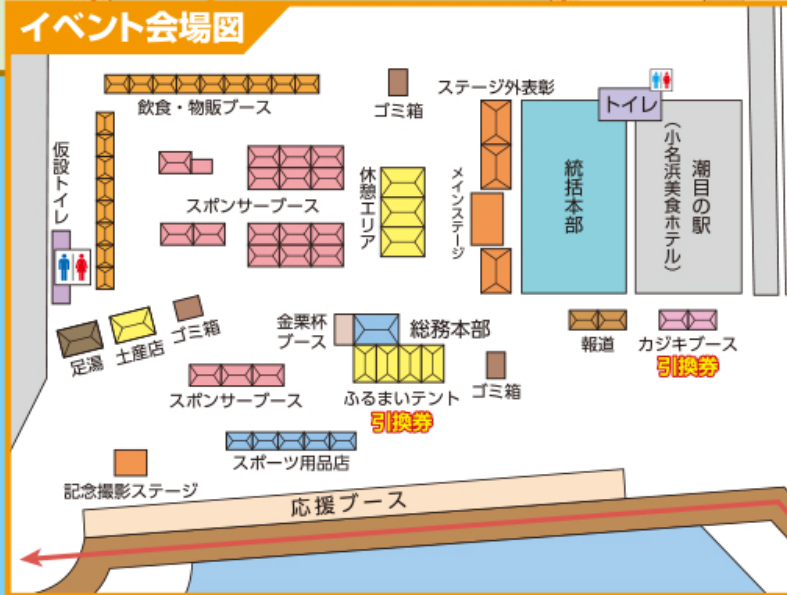 イベント会場図
飲食・物販ブース
ゴミ箱
ステージ外表彰
トイレ
仮設トイレ
スポンサーブース
休憩エリア
メインステージ
統括本部
潮目の駅
（小名浜美食ホテル）
足湯
土産店
ゴミ箱
金栗杯
ブース
総務本部
報道
カジキブース
引換券
スポンサーブース
ふるまいテント
引換券
ゴミ箱
スポーツ用品店
記念撮影ステージ
応援ブース